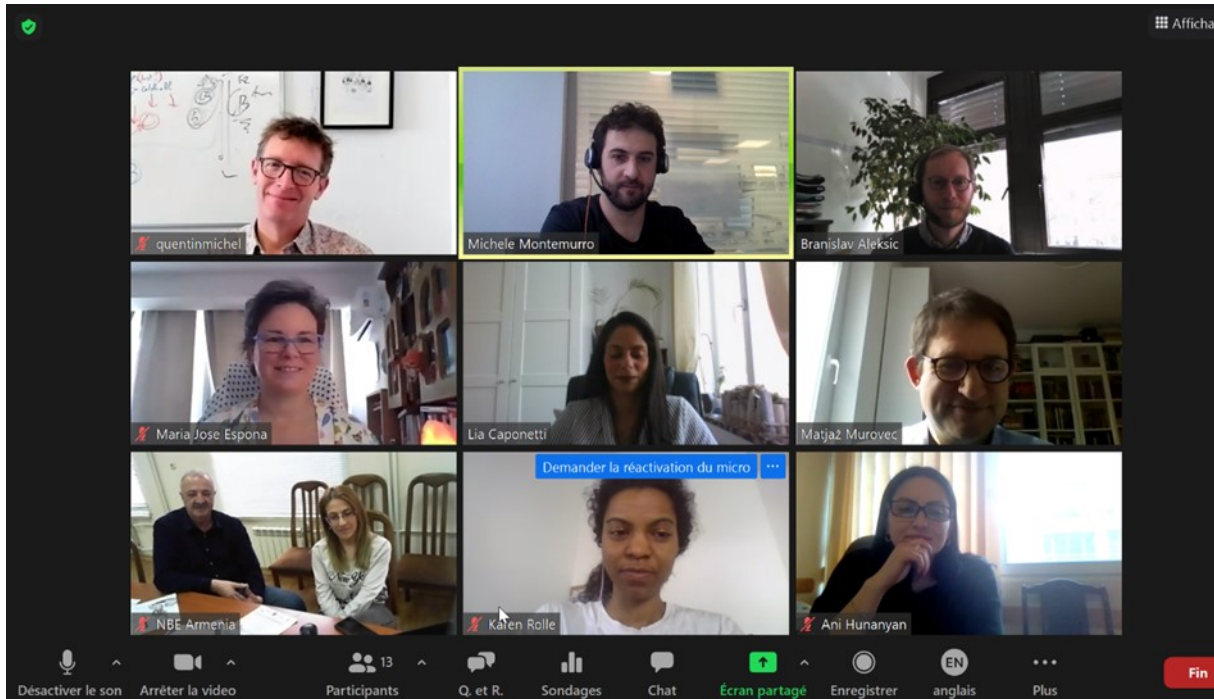 Afficha
quentinmichel
Michele Montemurro
Branislav Aleksic
Maria Jose Espona
Lia Caponetti
Matjaž Murovec
Demander la réactivation du micro ...
NBE Armenia
Karen Rolle
Ani Hunanyan
13
EN
Désactiver le son
Arrêter la video
Participants
Q. et R.
Sondages
Chat
Écran partagé
Enregistrer
anglais
Plus
Fin